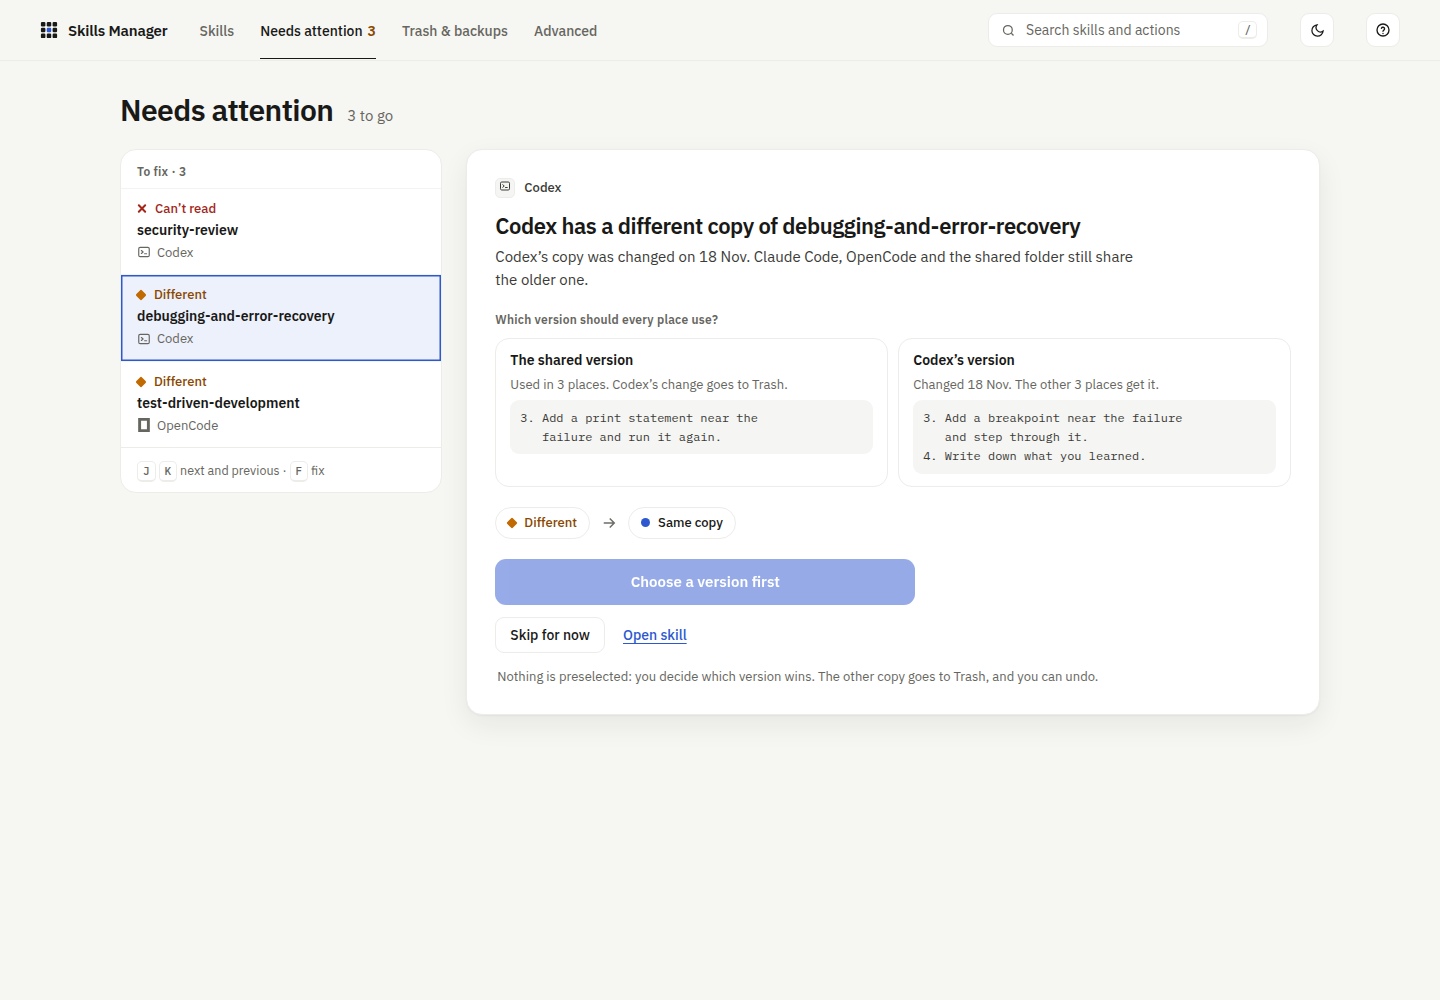 Skills Manager
Skills
Needs attention 3
Trash & backups
Advanced
Search skills and actions
/
Needs attention
3 to go
To fix · 3
Can’t read
security-review
Codex
Different
debugging-and-error-recovery
Codex
Different
test-driven-development
OpenCode
J K next and previous · F fix
Codex
Codex has a different copy of debugging-and-error-recovery
Codex’s copy was changed on 18 Nov. Claude Code, OpenCode and the shared folder still share
the older one.
Which version should every place use?
The shared version
Used in 3 places. Codex’s change goes to Trash.
3. Add a print statement near the
failure and run it again.
Codex’s version
Changed 18 Nov. The other 3 places get it.
3. Add a breakpoint near the failure
and step through it.
4. Write down what you learned.
Different
Same copy
Choose a version first
Skip for now
Open skill
Nothing is preselected: you decide which version wins. The other copy goes to Trash, and you can undo.